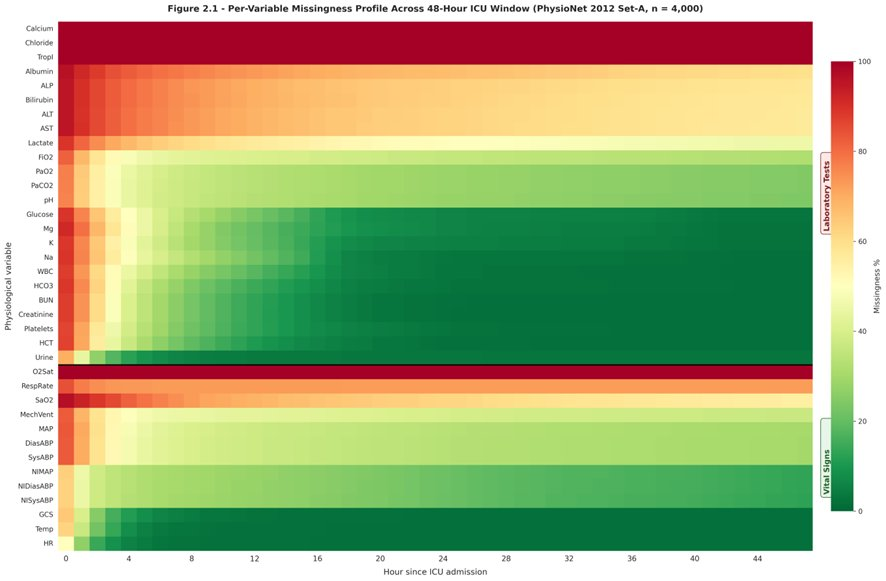 Figure 2.1 - Per-Variable Missingness Profile Across 48-Hour ICU Window (PhysioNet 2012 Set-A, n = 4,000)
Physiological variable
Calcium
Chloride
TropI
Albumin
ALP
Bilirubin
ALT
AST
Lactate
FiO2
PaO2
PaCO2
pH
Glucose
Mg
K
Na
WBC
HCO3
BUN
Creatinine
Platelets
HCT
Urine
O2Sat
RespRate
SaO2
MechVent
MAP
DiasABP
SysABP
NIMAP
NIDiasABP
NISysABP
GCS
Temp
HR
0 4 8 12 16 20 24 28 32 36 40 44
Hour since ICU admission
Laboratory Tests
Vital Signs
100
80
60
40
20
0
Missingness %